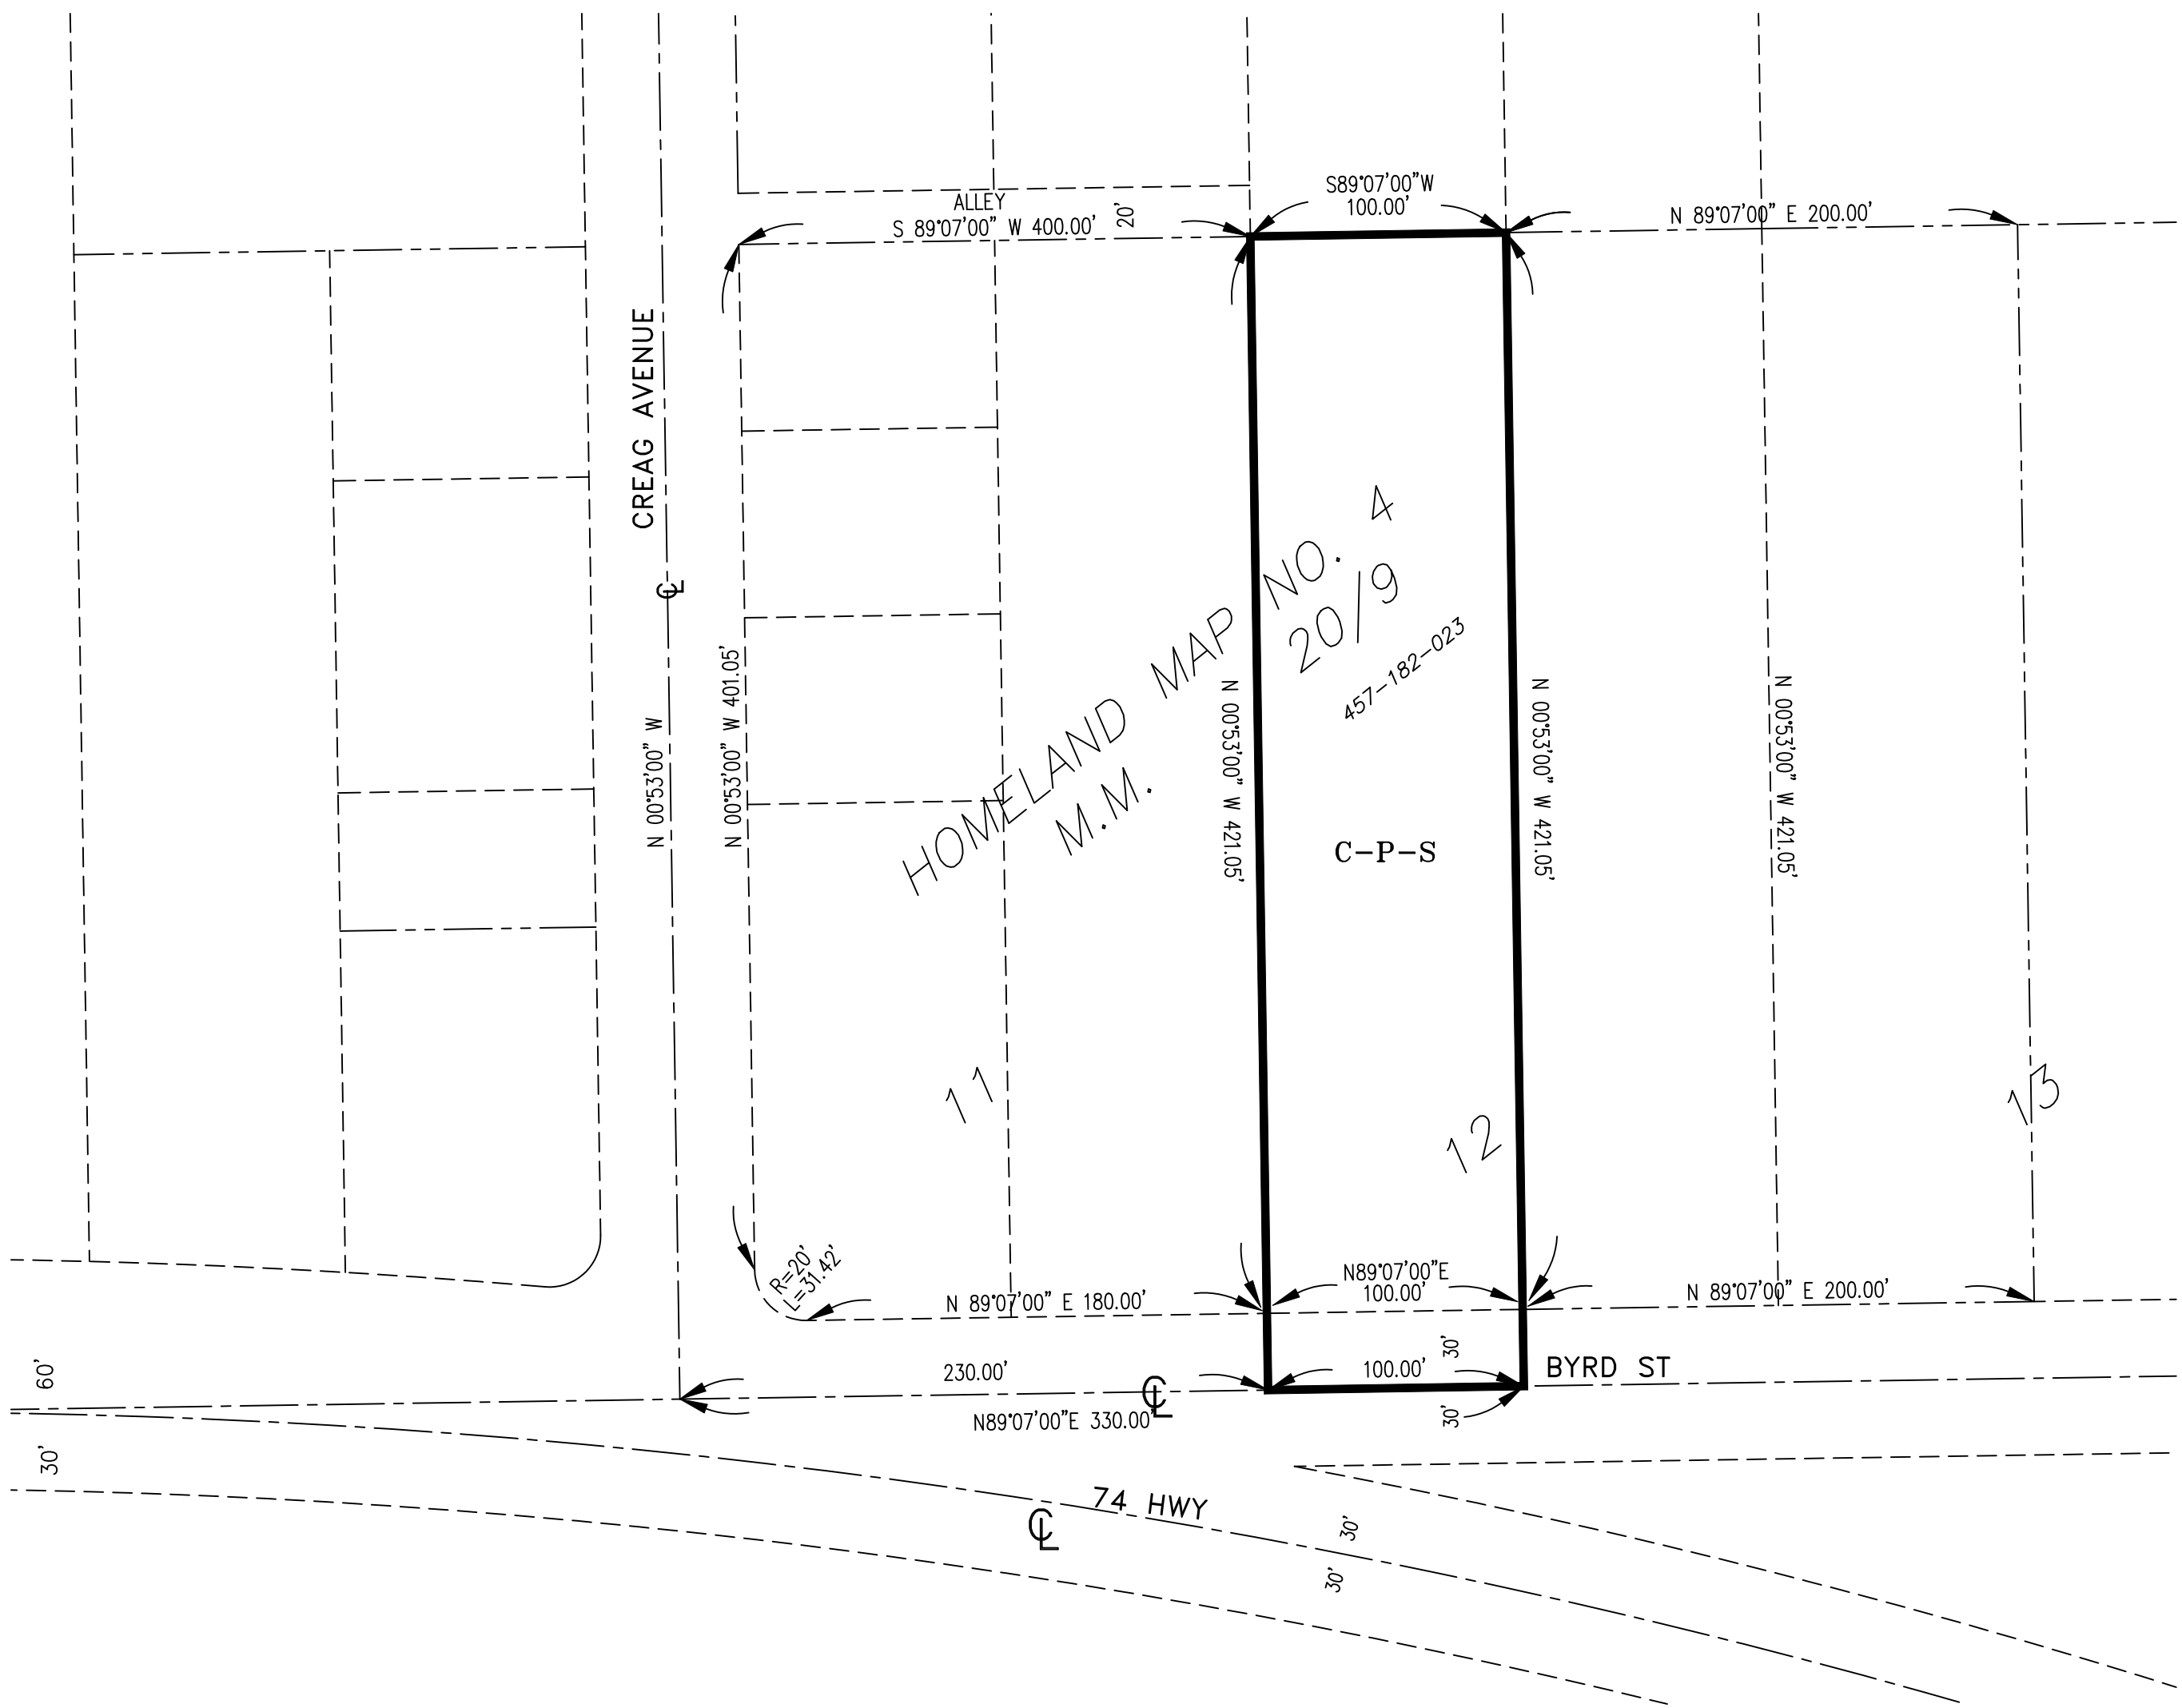 S89°07'00"W
100.00'
ALLEY
20'
S 89°07'00" W 400.00'
N 89°07'00" E 200.00'
CREAG AVENUE
℄
N 00°53'00" W
N 00°53'00" W 401.05'
HOMELAND MAP NO. 4
M.M. 20/9
457-182-023
N 00°53'00" W 421.05'
N 00°53'00" W 421.05'
N 00°53'00" W 421.05'
C-P-S
11
12
13
R=20'
L=31.42'
N 89°07'00" E 180.00'
N89°07'00"E
100.00'
N 89°07'00" E 200.00'
60'
230.00'
100.00'
30'
BYRD ST
℄
N89°07'00"E 330.00'
30'
30'
74 HWY
℄
30'
30'